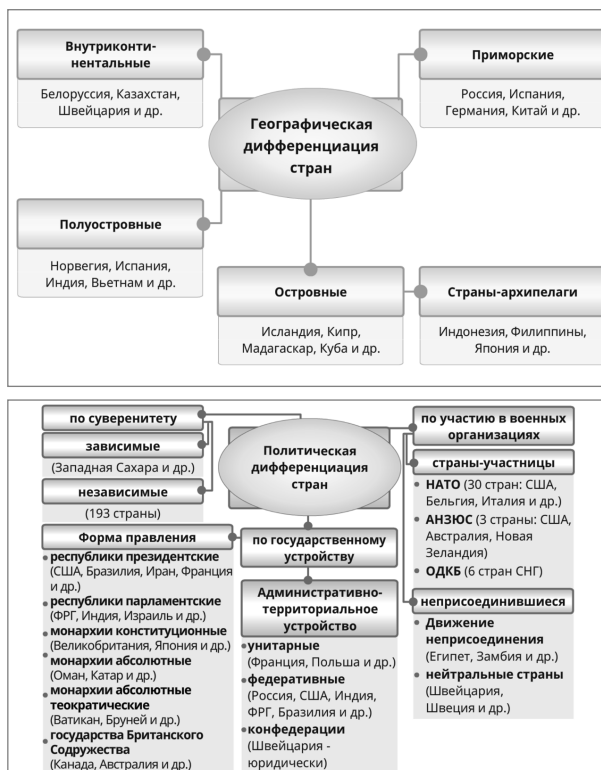 Внутриконти-
нентальные
Белоруссия, Казахстан,
Швейцария и др.
Географическая
дифференциация
стран
Приморские
Россия, Испания,
Германия, Китай и др.
Полуостровные
Норвегия, Испания,
Индия, Вьетнам и др.
Островные
Исландия, Кипр,
Мадагаскар, Куба и др.
Страны-архипелаги
Индонезия, Филиппины,
Япония и др.
по суверенитету
зависимые
(Западная Сахара и др.)
независимые
(193 страны)
Форма правления
республики президентские
(США, Бразилия, Иран, Франция
и др.)
республики парламентские
(ФРГ, Индия, Израиль и др.)
монархии конституционные
(Великобритания, Япония и др.)
монархии абсолютные
(Оман, Катар и др.)
монархии абсолютные
теократические
(Ватикан, Бруней и др.)
государства Британского
Содружества
(Канада, Австралия и др.)
Политическая
дифференциация
стран
по государственному
устройству
Административно-
территориальное
устройство
унитарные
(Франция, Польша и др.)
федеративные
(Россия, США, Индия,
ФРГ, Бразилия и др.)
конфедерации
(Швейцария -
юридически)
по участию в военных
организациях
страны-участницы
НАТО (30 стран: США,
Бельгия, Италия и др.)
АНЗЮС (3 страны: США,
Австралия, Новая
Зеландия)
ОДКБ (6 стран СНГ)
неприсоединившиеся
Движение
неприсоединения
(Египет, Замбия и др.)
нейтральные страны
(Швейцария,
Швеция и др.)